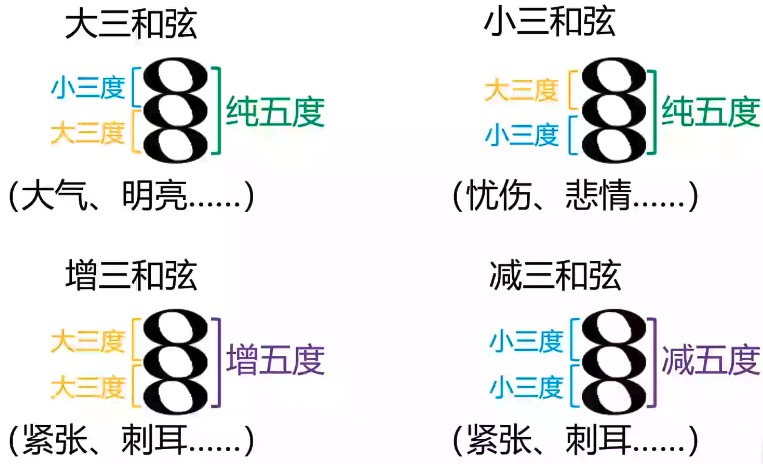 大三和弦
小三度
大三度
纯五度
(大气、明亮......)
小三和弦
大三度
小三度
纯五度
(忧伤、悲情......)
增三和弦
大三度
大三度
增五度
(紧张、刺耳......)
减三和弦
小三度
小三度
减五度
(紧张、刺耳......)